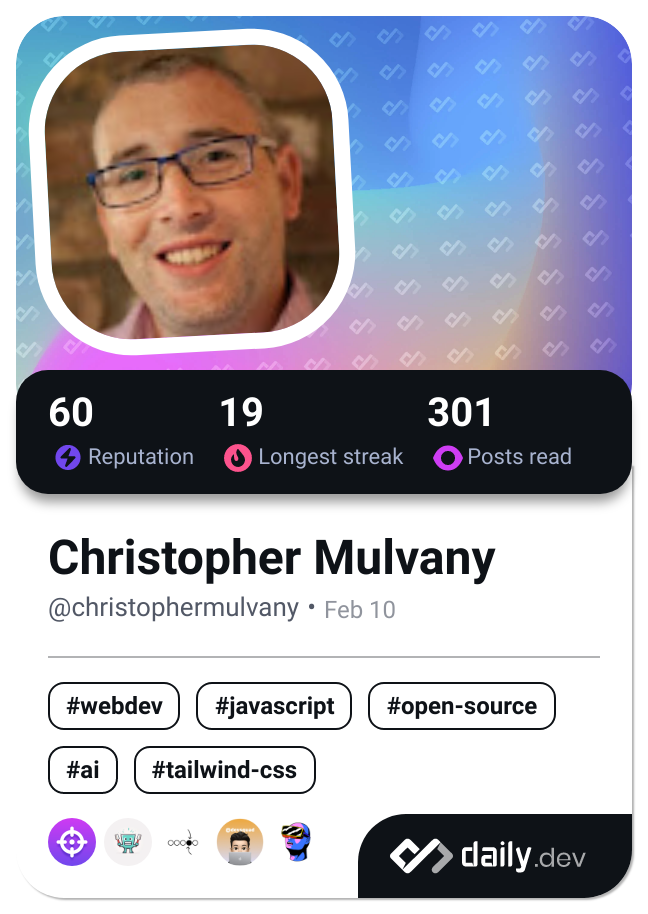 60 19 301
Reputation Longest streak Posts read
Christopher Mulvany
@christophermulvany • Feb 10
#webdev #javascript #open-source
#ai #tailwind-css
daily.dev